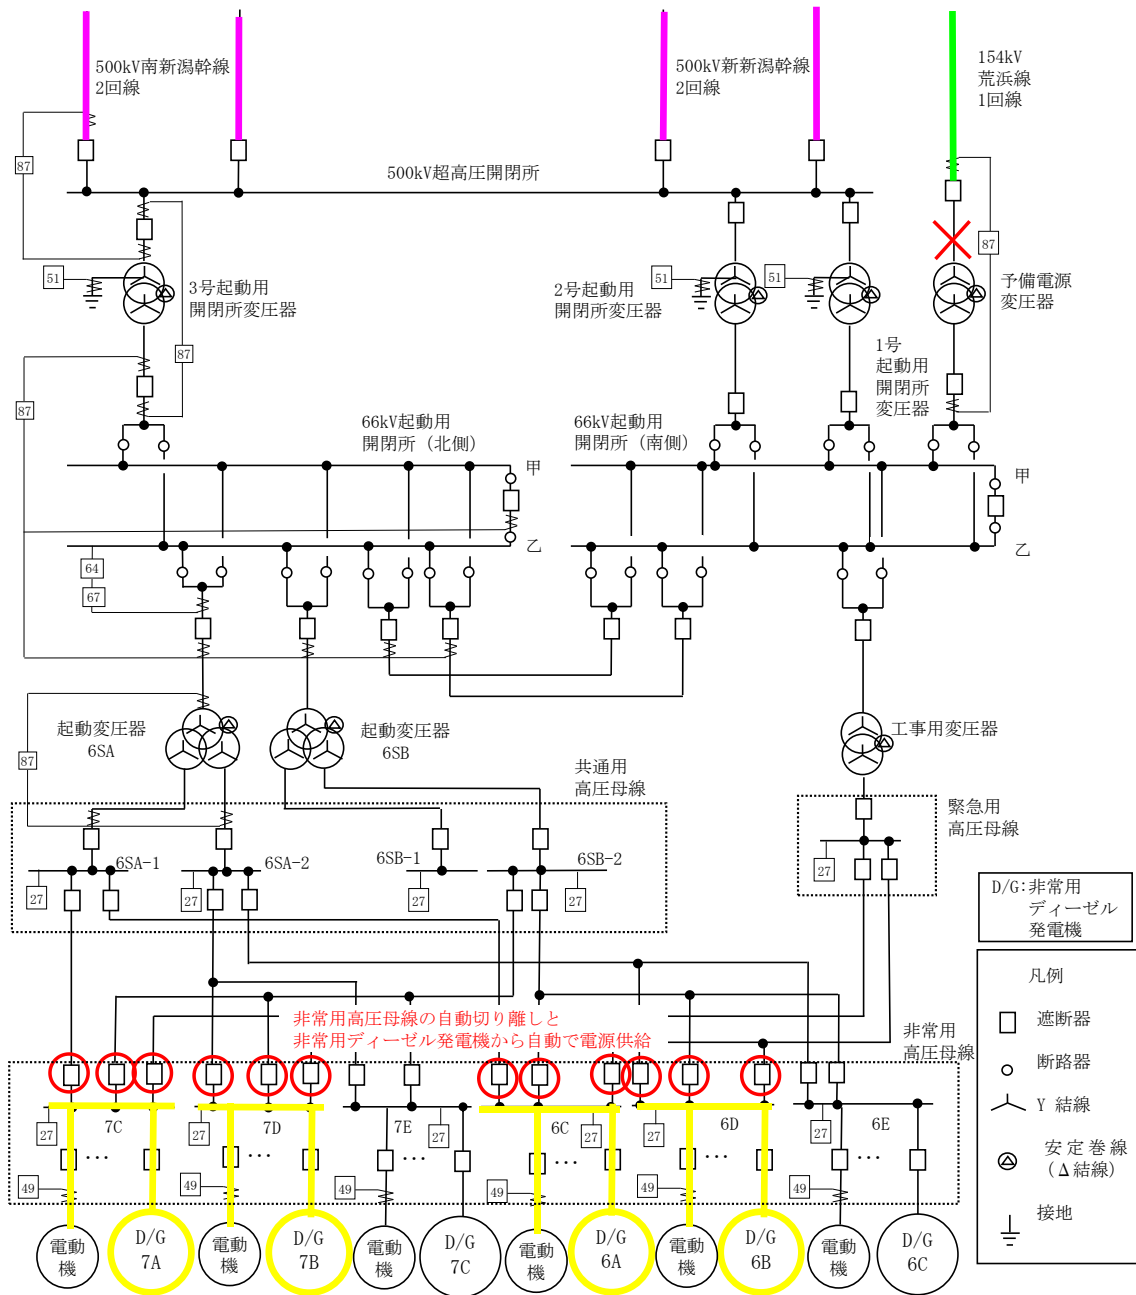 500kV南新潟幹線
2回線
500kV新新潟幹線
2回線
154kV
荒浜線
1回線
87
500kV超高圧開閉所
87
51
3号起動用
開閉所変圧器
51
2号起動用
開閉所変圧器
51
予備電源
変圧器
87
1号
起動用
開閉所
変圧器
87
66kV起動用
開閉所（北側）
66kV起動用
開閉所（南側）
甲
甲
乙
乙
64
67
起動変圧器
6SA
起動変圧器
6SB
工事用変圧器
87
共通用
高圧母線
緊急用
高圧母線
6SA-1
6SA-2
6SB-1
6SB-2
27
27
27
27
27
D/G:非常用
ディーゼル
発電機
凡例
遮断器
断路器
Y 結線
安定巻線
(Δ結線)
接地
非常用高圧母線の自動切り離しと
非常用ディーゼル発電機から自動で電源供給
非常用
高圧母線
27
7C
27
7D
7E
27
6C
27
27
6D
27
6E
…
…
…
…
…
…
49
49
49
49
49
電動
機
D/G
7A
電動
機
D/G
7B
電動
機
D/G
7C
電動
機
D/G
6A
電動
機
D/G
6B
電動
機
D/G
6C